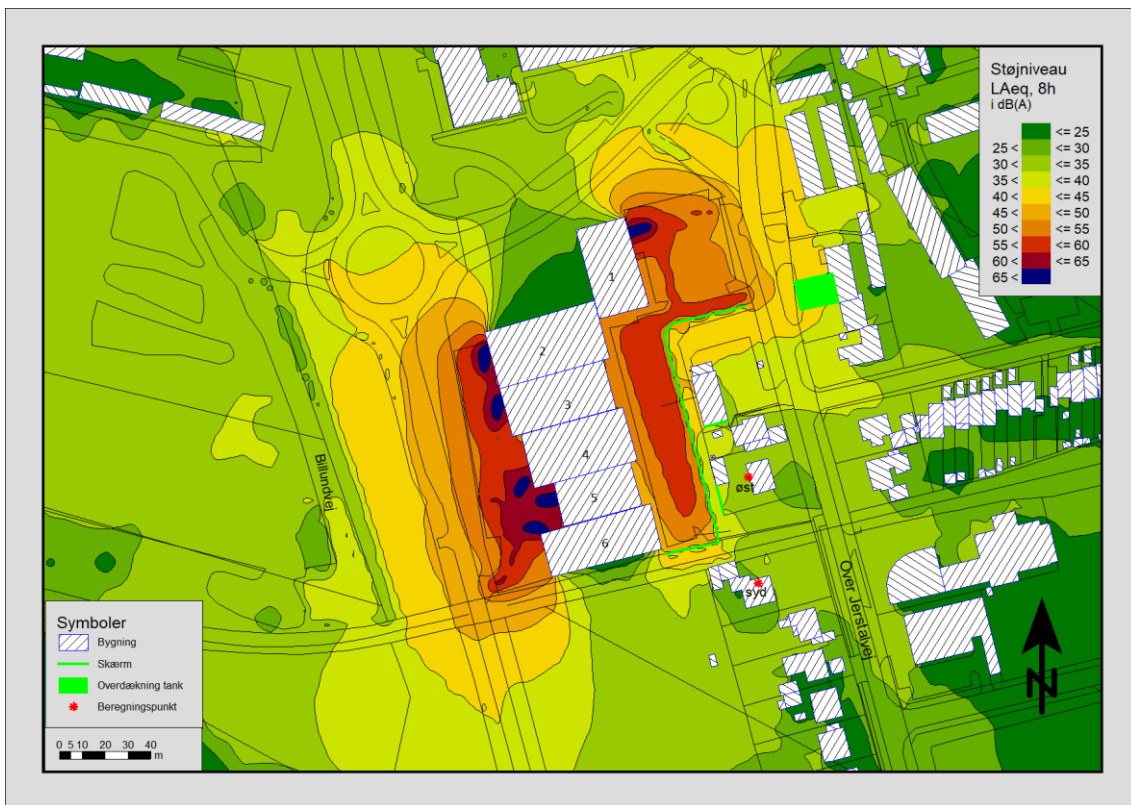 Støjniveau
LAeq, 8h
i dB(A)
<= 25
25 < <= 30
30 < <= 35
35 < <= 40
40 < <= 45
45 < <= 50
50 < <= 55
55 < <= 60
60 < <= 65
65 <
1
2
3
4
5
6
Billundvej
øst
syd
Over Jerstalvej
Symboler
Bygning
Skærm
Overdækning tank
Beregningspunkt
0 5 10 20 30 40
m
N